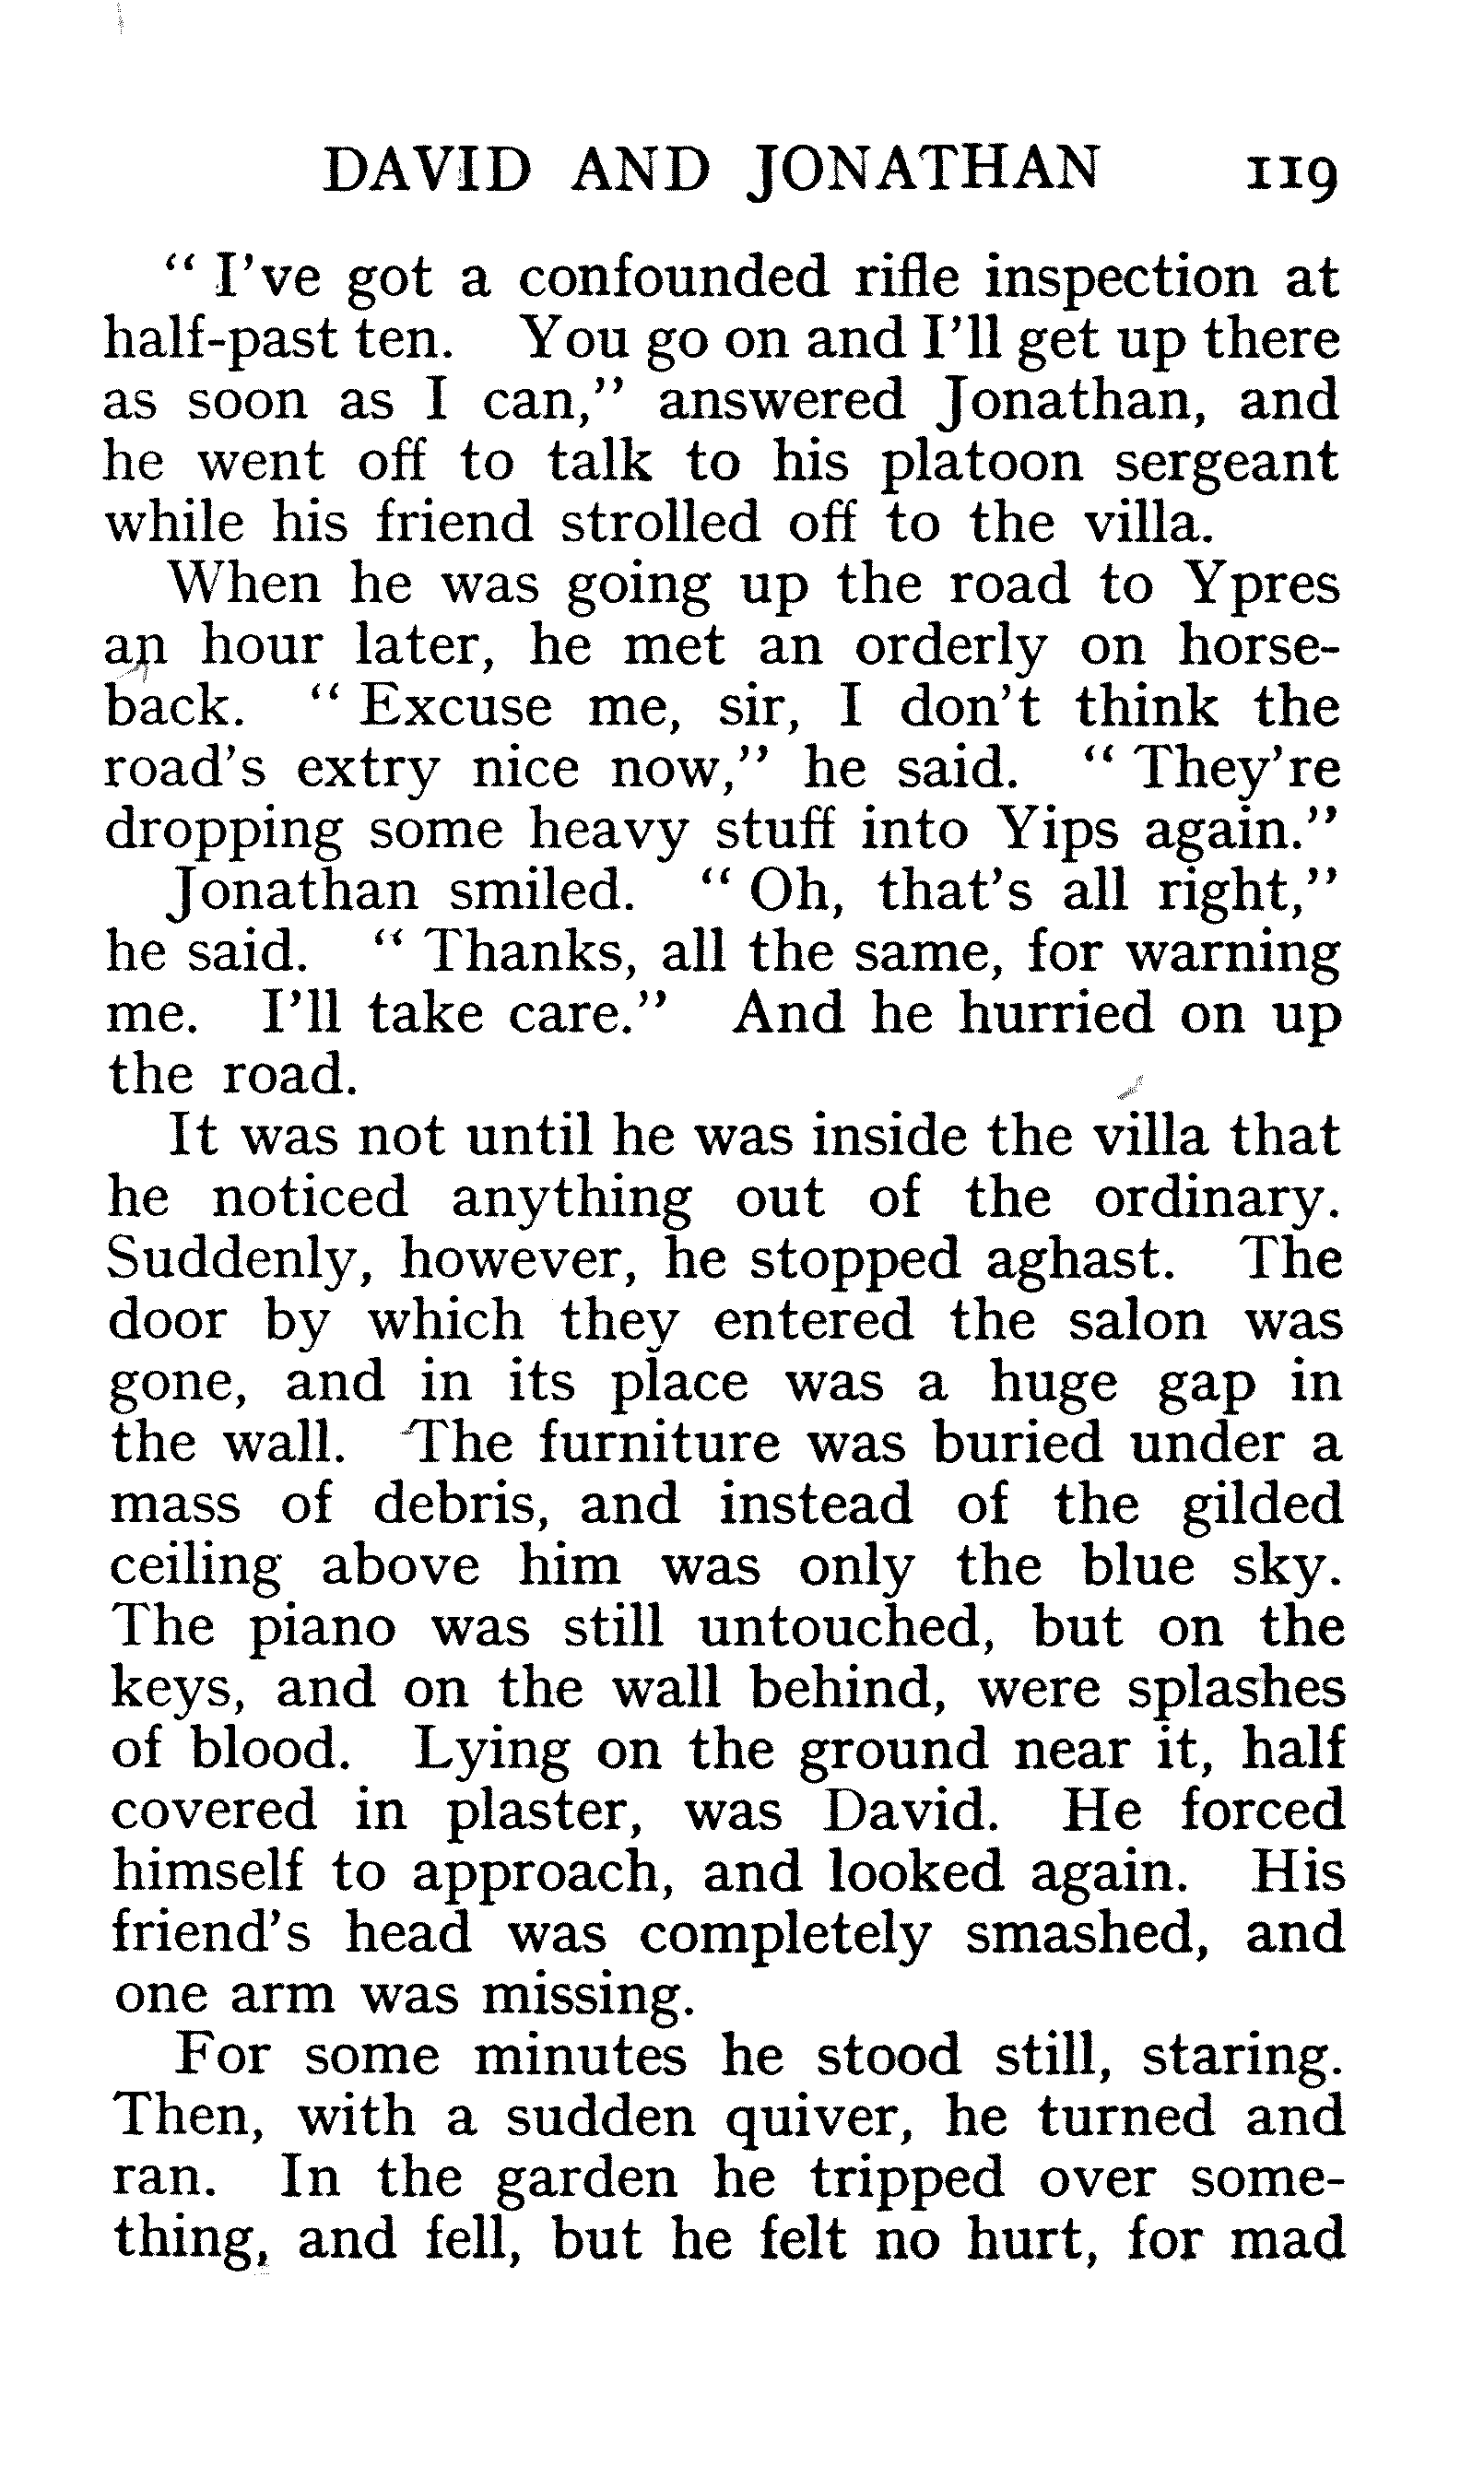 DAVID AND JONATHAN 119
“ I’ve got a confounded rifle inspection at
half-past ten. You go on and I’ll get up there
as soon as I can,” answered Jonathan, and
he went off to talk to his platoon sergeant
while his friend strolled off to the villa.
When he was going up the road to Ypres
an hour later, he met an orderly on horse-
back. “ Excuse me, sir, I don’t think the
road’s extry nice now,” he said. “ They’re
dropping some heavy stuff into Yips again.”
Jonathan smiled. “ Oh, that’s all right,”
he said. “ Thanks, all the same, for warning
me. I’ll take care.” And he hurried on up
the road.
It was not until he was inside the villa that
he noticed anything out of the ordinary.
Suddenly, however, he stopped aghast. The
door by which they entered the salon was
gone, and in its place was a huge gap in
the wall. The furniture was buried under a
mass of debris, and instead of the gilded
ceiling above him was only the blue sky.
The piano was still untouched, but on the
keys, and on the wall behind, were splashes
of blood. Lying on the ground near it, half
covered in plaster, was David. He forced
himself to approach, and looked again. His
friend’s head was completely smashed, and
one arm was missing.
For some minutes he stood still, staring.
Then, with a sudden quiver, he turned and
ran. In the garden he tripped over some-
thing, and fell, but he felt no hurt, for mad